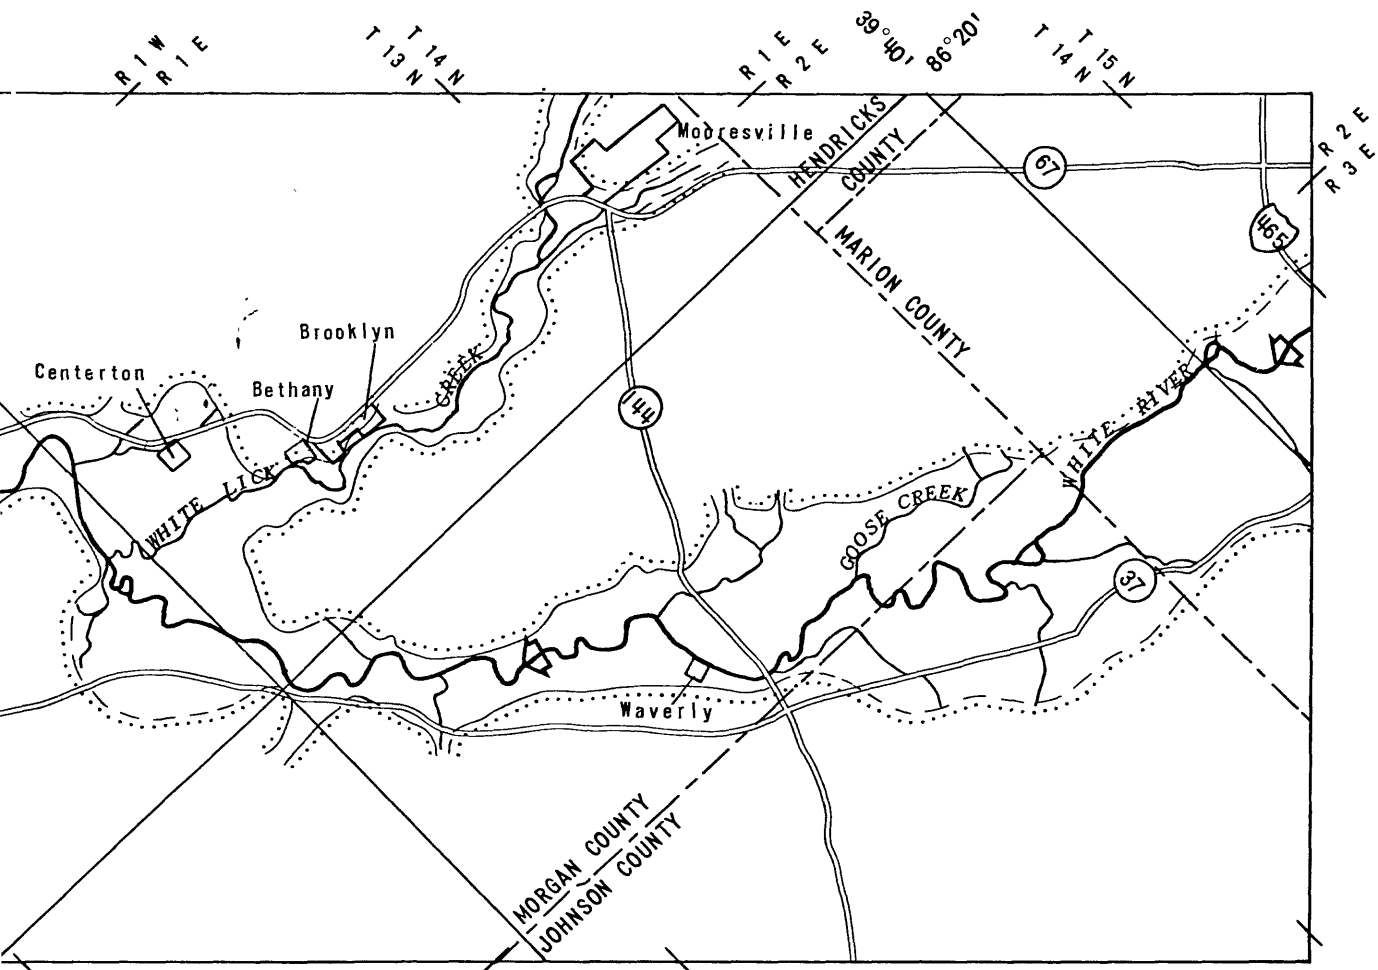 R 1 W
R 1 E
T 14 N
T 13 N
R 1 E
R 2 E
39°40'
86°20'
T 15 N
T 14 N
R 2 E
R 3 E
Mooresville
HENDRICKS
COUNTY
67
465
MARION COUNTY
Brooklyn
Centerton
Bethany
CREEK
144
WHITE RIVER
WHITE LICK
GOOSE CREEK
37
Waverly
MORGAN COUNTY
JOHNSON COUNTY